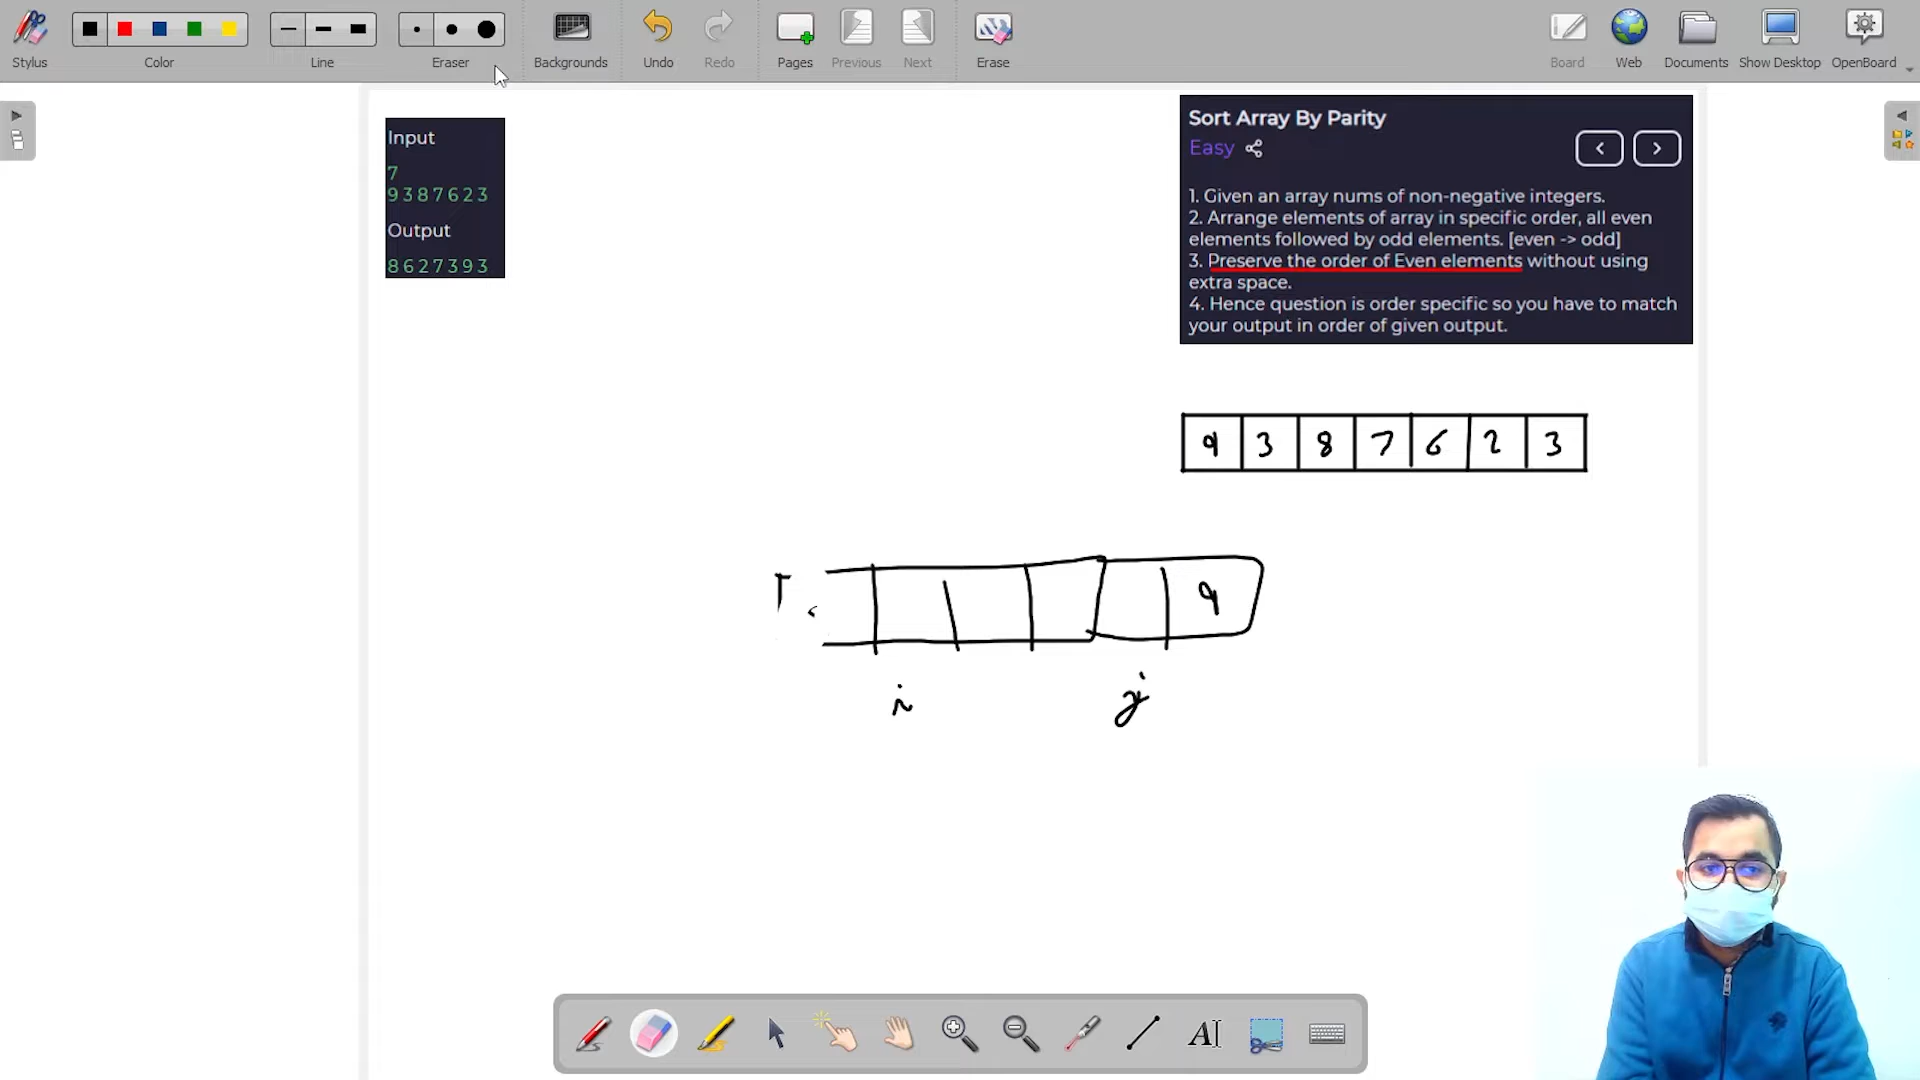 Stylus
Color
Line
Eraser
Backgrounds
Undo
Redo
Pages
Previous
Next
Erase
Board
Web
Documents
Show Desktop
OpenBoard
Input
7
9 3 8 7 6 2 3
Output
8 6 2 7 3 9 3
Sort Array By Parity
Easy
1. Given an array nums of non-negative integers.
2. Arrange elements of array in specific order, all even
elements followed by odd elements. [even -> odd]
3. Preserve the order of Even elements without using
extra space.
4. Hence question is order specific so you have to match
your output in order of given output.
9 3 8 7 6 2 3
9
i j
AI